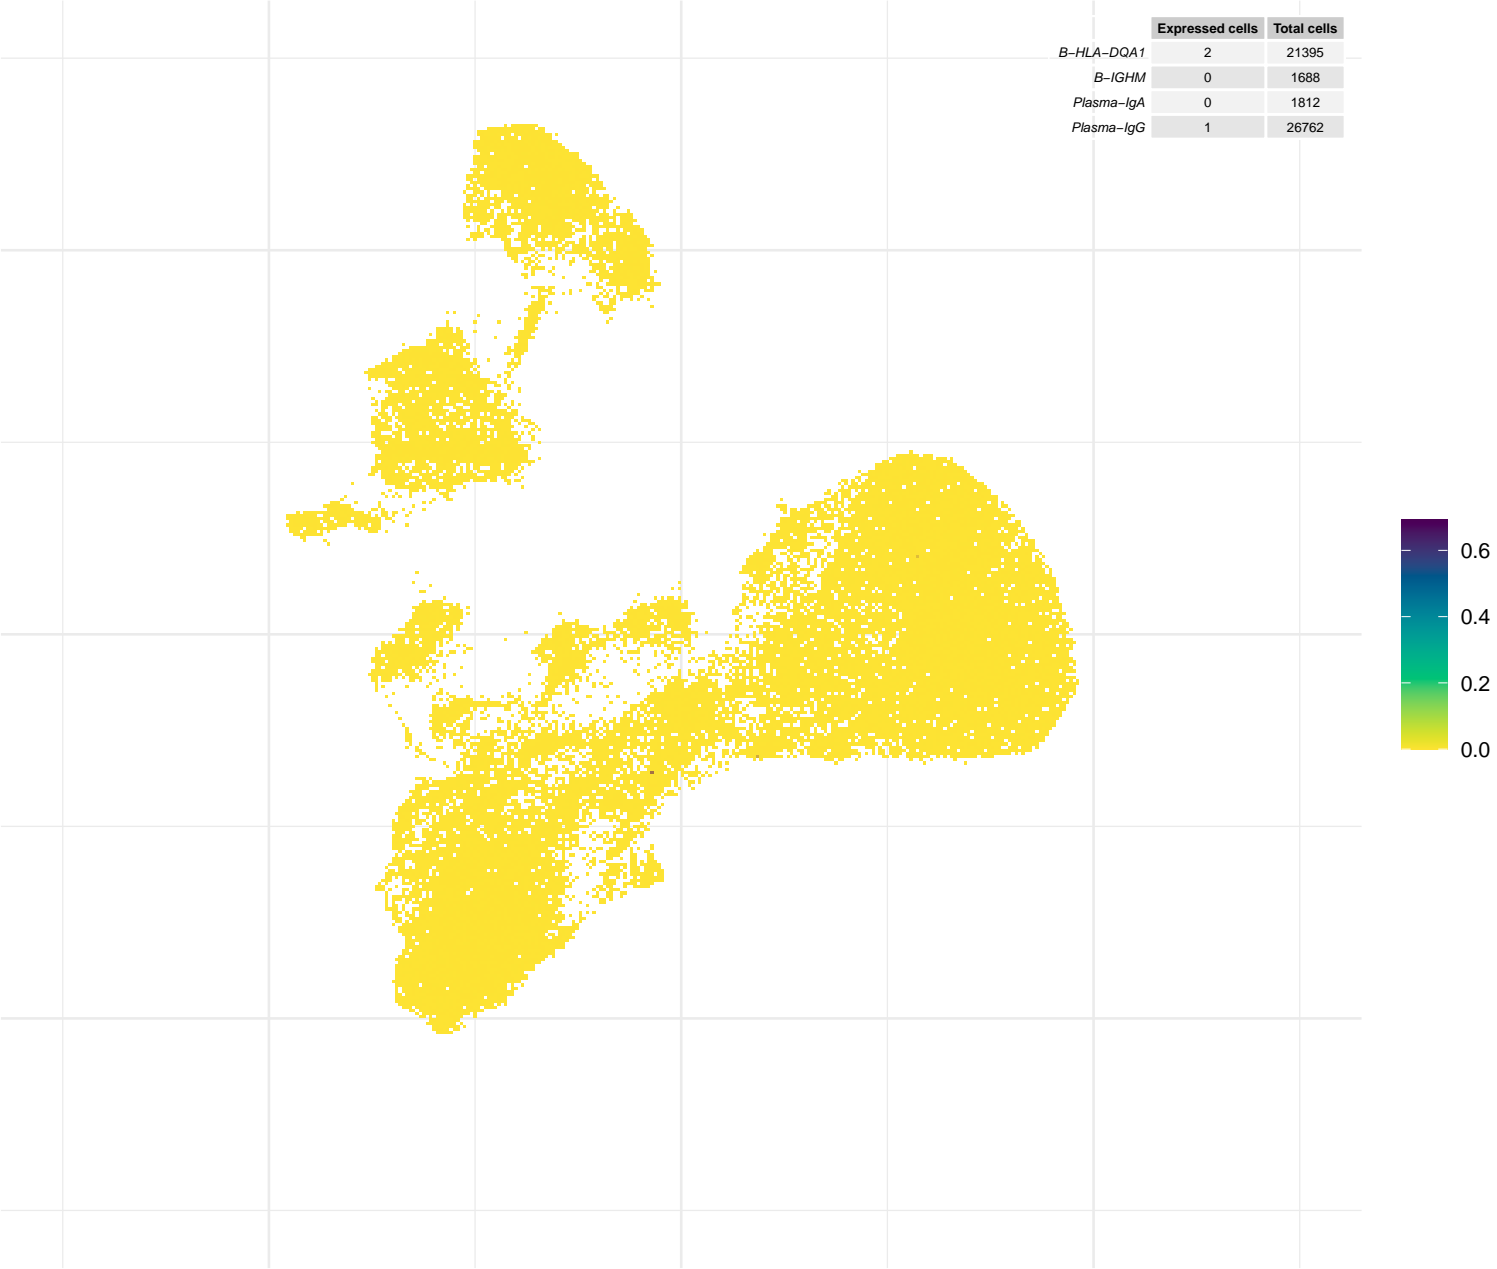 Expressed cells Total cells
B−HLA−DQA1 2 21395
B−IGHM 0 1688
Plasma−IgA 0 1812
Plasma−IgG 1 26762
0.6
0.4
0.2
0.0